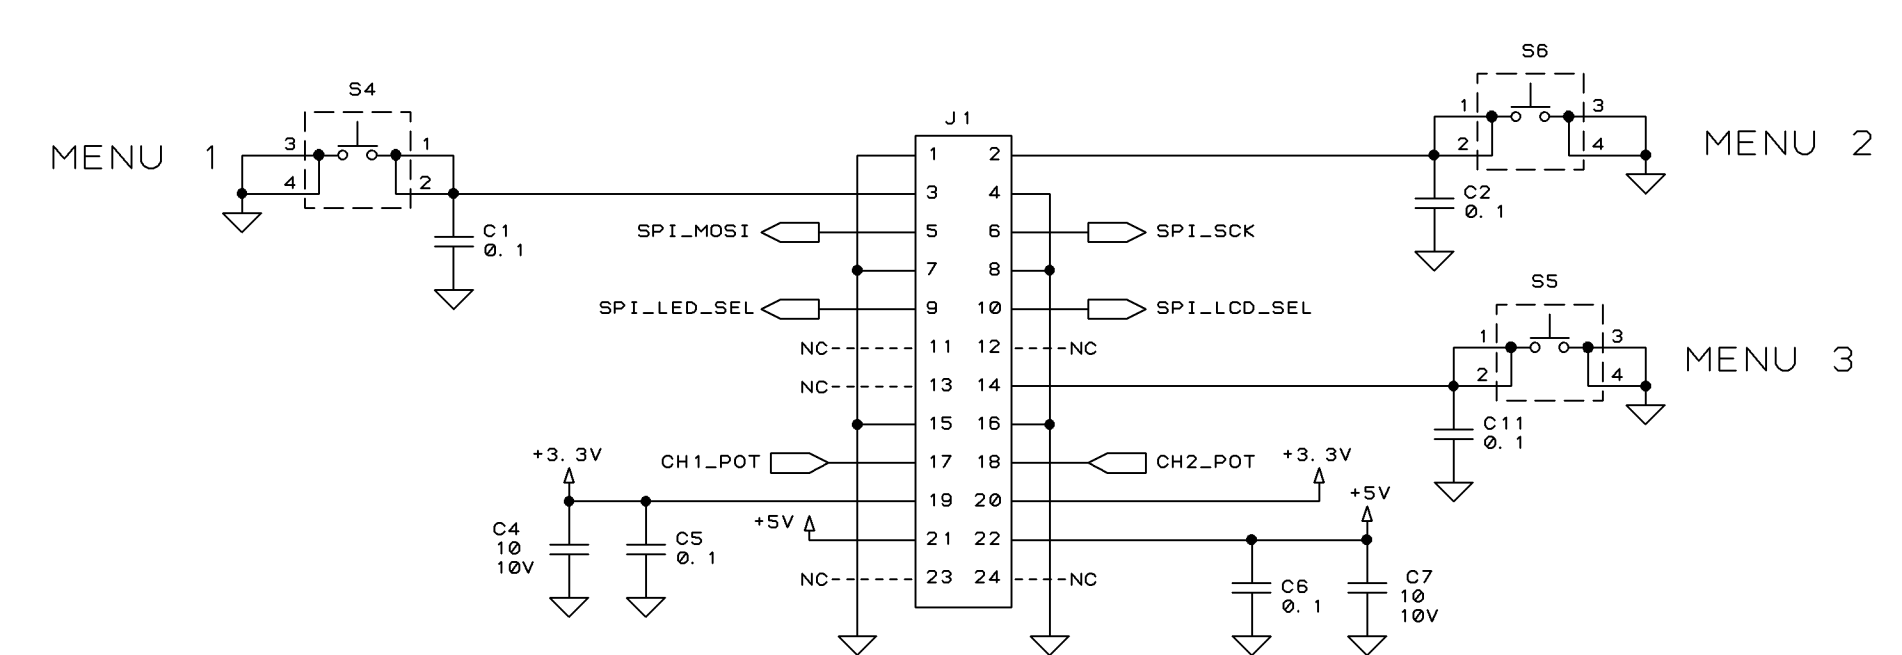 S6
S4
J1
MENU 1
3
1
4
2
1
3
2
4
MENU 2
C2
0.1
C1
0.1
1 2
3 4
SPI_MOSI 5 6 SPI_SCK
7 8
SPI_LED_SEL 9 10 SPI_LCD_SEL
NC 11 12 NC
NC 13 14
15 16
CH1_POT 17 18 CH2_POT
19 20
21 22
NC 23 24 NC
S5
1
3
2
4
MENU 3
C11
0.1
+3.3V
+3.3V
+5V
+5V
C4
10
10V
C5
0.1
C6
0.1
C7
10
10V